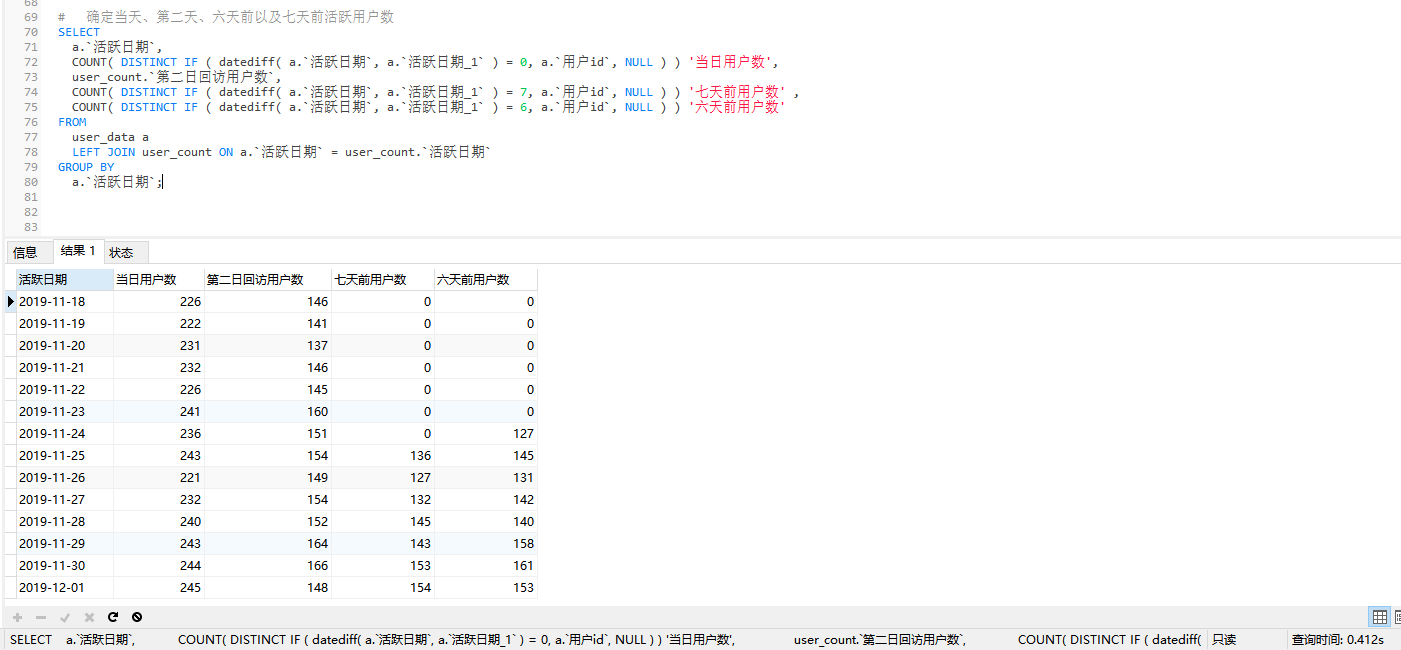 68
69 #   确定当天、第二天、六天前以及七天前活跃用户数
70 SELECT
71 a.`活跃日期`,
72 COUNT( DISTINCT IF ( datediff( a.`活跃日期`, a.`活跃日期_1` ) = 0, a.`用户id`, NULL ) ) '当日用户数',
73 user_count.`第二日回访用户数`,
74 COUNT( DISTINCT IF ( datediff( a.`活跃日期`, a.`活跃日期_1` ) = 7, a.`用户id`, NULL ) ) '七天前用户数' ,
75 COUNT( DISTINCT IF ( datediff( a.`活跃日期`, a.`活跃日期_1` ) = 6, a.`用户id`, NULL ) ) '六天前用户数'
76 FROM
77 user_data a
78 LEFT JOIN user_count ON a.`活跃日期` = user_count.`活跃日期`
79 GROUP BY
80 a.`活跃日期`;
81
82
83
信息 结果 1 状态
活跃日期 当日用户数 第二日回访用户数 七天前用户数 六天前用户数
2019-11-18 226 146 0 0
2019-11-19 222 141 0 0
2019-11-20 231 137 0 0
2019-11-21 232 146 0 0
2019-11-22 226 145 0 0
2019-11-23 241 160 0 0
2019-11-24 236 151 0 127
2019-11-25 243 154 136 145
2019-11-26 221 149 127 131
2019-11-27 232 154 132 142
2019-11-28 240 152 145 140
2019-11-29 243 164 143 158
2019-11-30 244 166 153 161
2019-12-01 245 148 154 153
SELECT a.`活跃日期`, COUNT( DISTINCT IF ( datediff( a.`活跃日期`, a.`活跃日期_1` ) = 0, a.`用户id`, NULL ) ) '当日用户数', user_count.`第二日回访用户数`, COUNT( DISTINCT IF ( datediff( 只读 查询时间: 0.412s